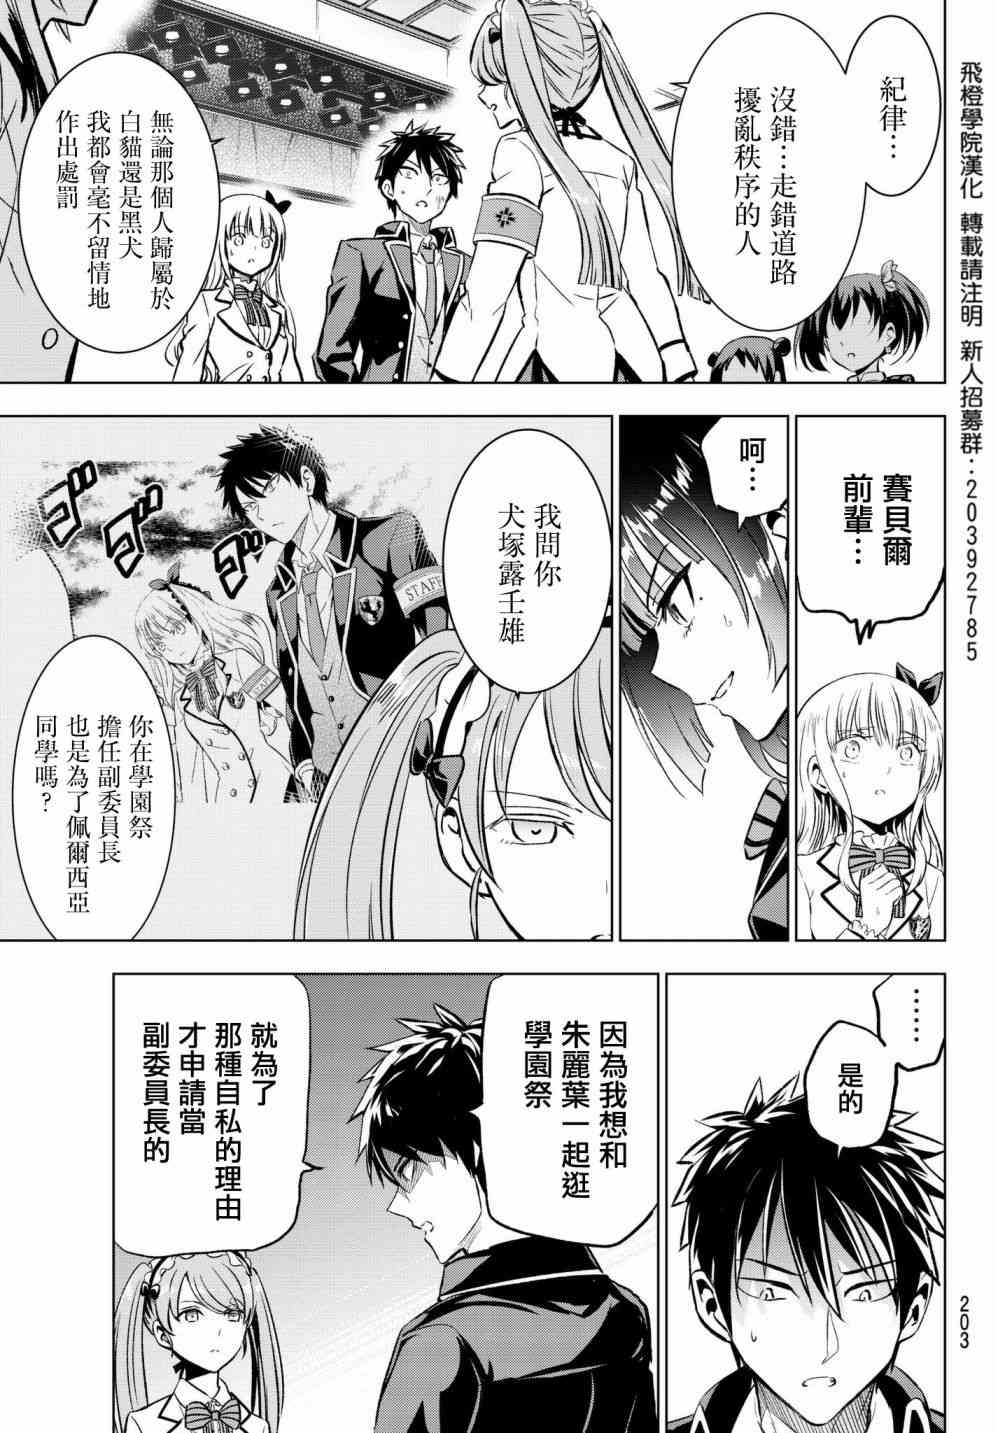 紀律…
沒錯…走錯道路
擾亂秩序的人
無論那個人歸屬於
白貓還是黑犬
我都會毫不留情地
作出處罰
賽貝爾
前輩…
呵…
我問你
犬塚露壬雄
STAFF
ゴ
ゴ
ゴ
你在學園祭
擔任副委員長
也是為了佩爾西亞
同學嗎？
……
是的
因為我想和
朱麗葉一起逛
學園祭
就為了
那種自私的理由
才申請當
副委員長的
飛橙學院漢化 轉載請注明 新人招募群：20392785
203